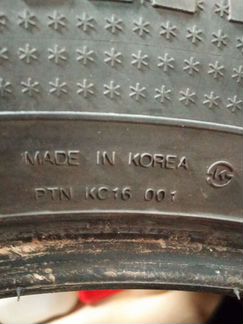 MADE IN KOREA
PTN KC16 001